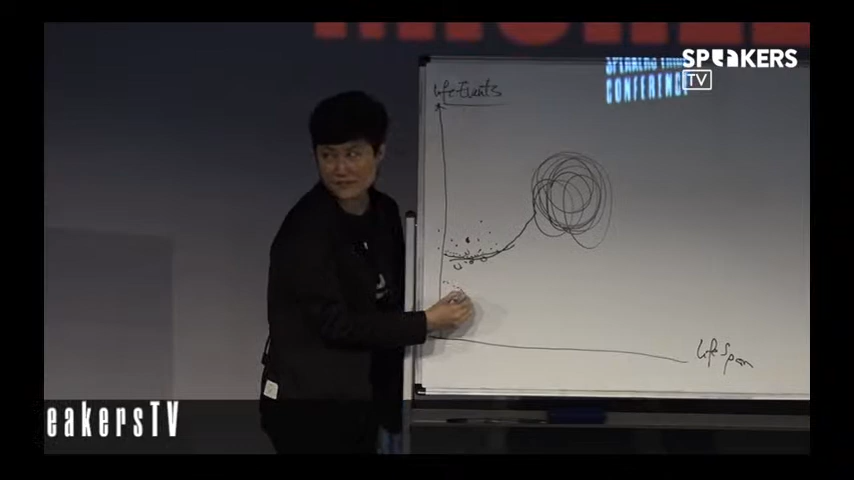 SPEAKERS
TV
CONFERENCE
Life Events
Life Span
eakersTV